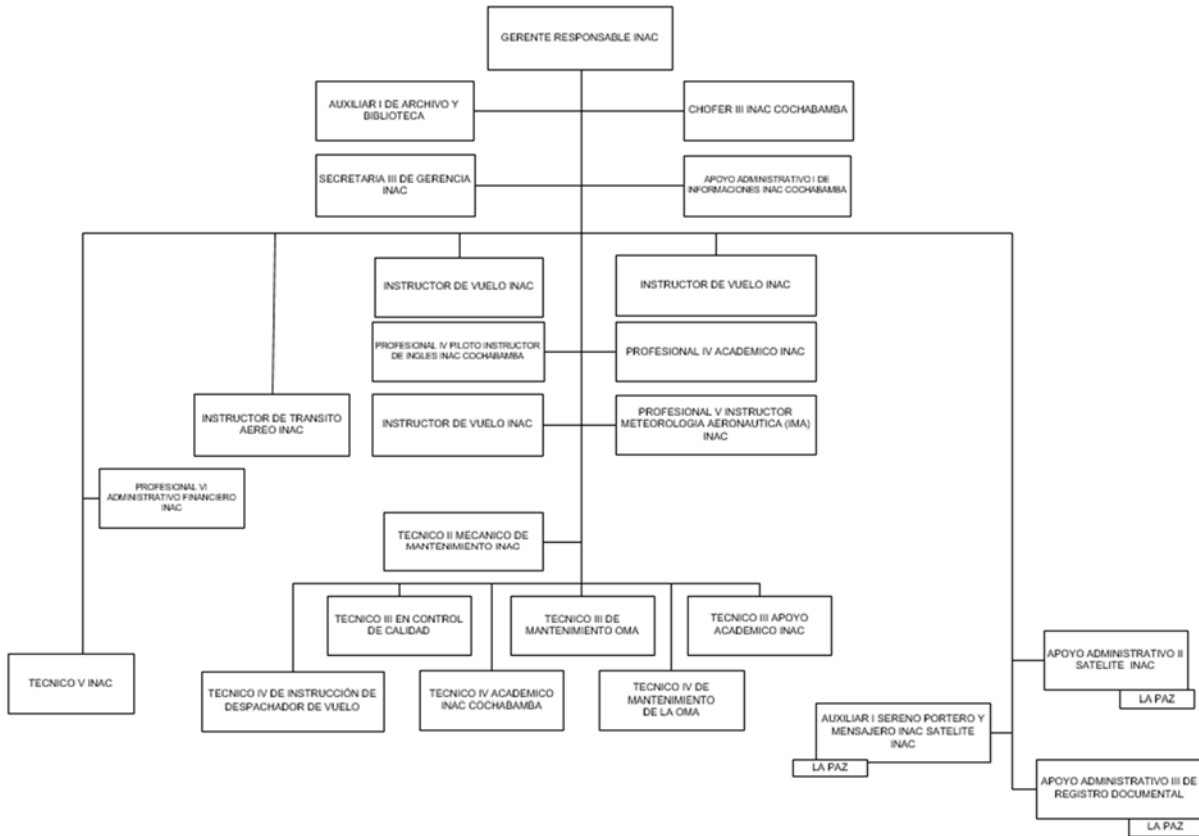 GERENTE RESPONSABLE INAC
AUXILIAR I DE ARCHIVO Y
BIBLIOTECA
CHOFER III INAC COCHABAMBA
SECRETARIA III DE GERENCIA
INAC
APOYO ADMINISTRATIVO I DE
INFORMACIONES INAC COCHABAMBA
INSTRUCTOR DE VUELO INAC
INSTRUCTOR DE VUELO INAC
PROFESIONAL IV PILOTO INSTRUCTOR
DE INGLES INAC COCHABAMBA
PROFESIONAL IV ACADEMICO INAC
INSTRUCTOR DE TRANSITO
AEREO INAC
INSTRUCTOR DE VUELO INAC
PROFESIONAL V INSTRUCTOR
METEOROLOGIA AERONAUTICA (IMA)
INAC
PROFESIONAL VI
ADMINISTRATIVO FINANCIERO
INAC
TECNICO II MECANICO DE
MANTENIMIENTO INAC
TECNICO III EN CONTROL
DE CALIDAD
TECNICO III DE
MANTENIMIENTO OMA
TECNICO III APOYO
ACADEMICO INAC
TECNICO V INAC
TECNICO IV DE INSTRUCCIÓN DE
DESPACHADOR DE VUELO
TECNICO IV ACADEMICO
INAC COCHABAMBA
TECNICO IV DE
MANTENIMIENTO
DE LA OMA
APOYO ADMINISTRATIVO II
SATELITE INAC
LA PAZ
AUXILIAR I SERENO PORTERO Y
MENSAJERO INAC SATELITE
INAC
LA PAZ
APOYO ADMINISTRATIVO III DE
REGISTRO DOCUMENTAL
LA PAZ